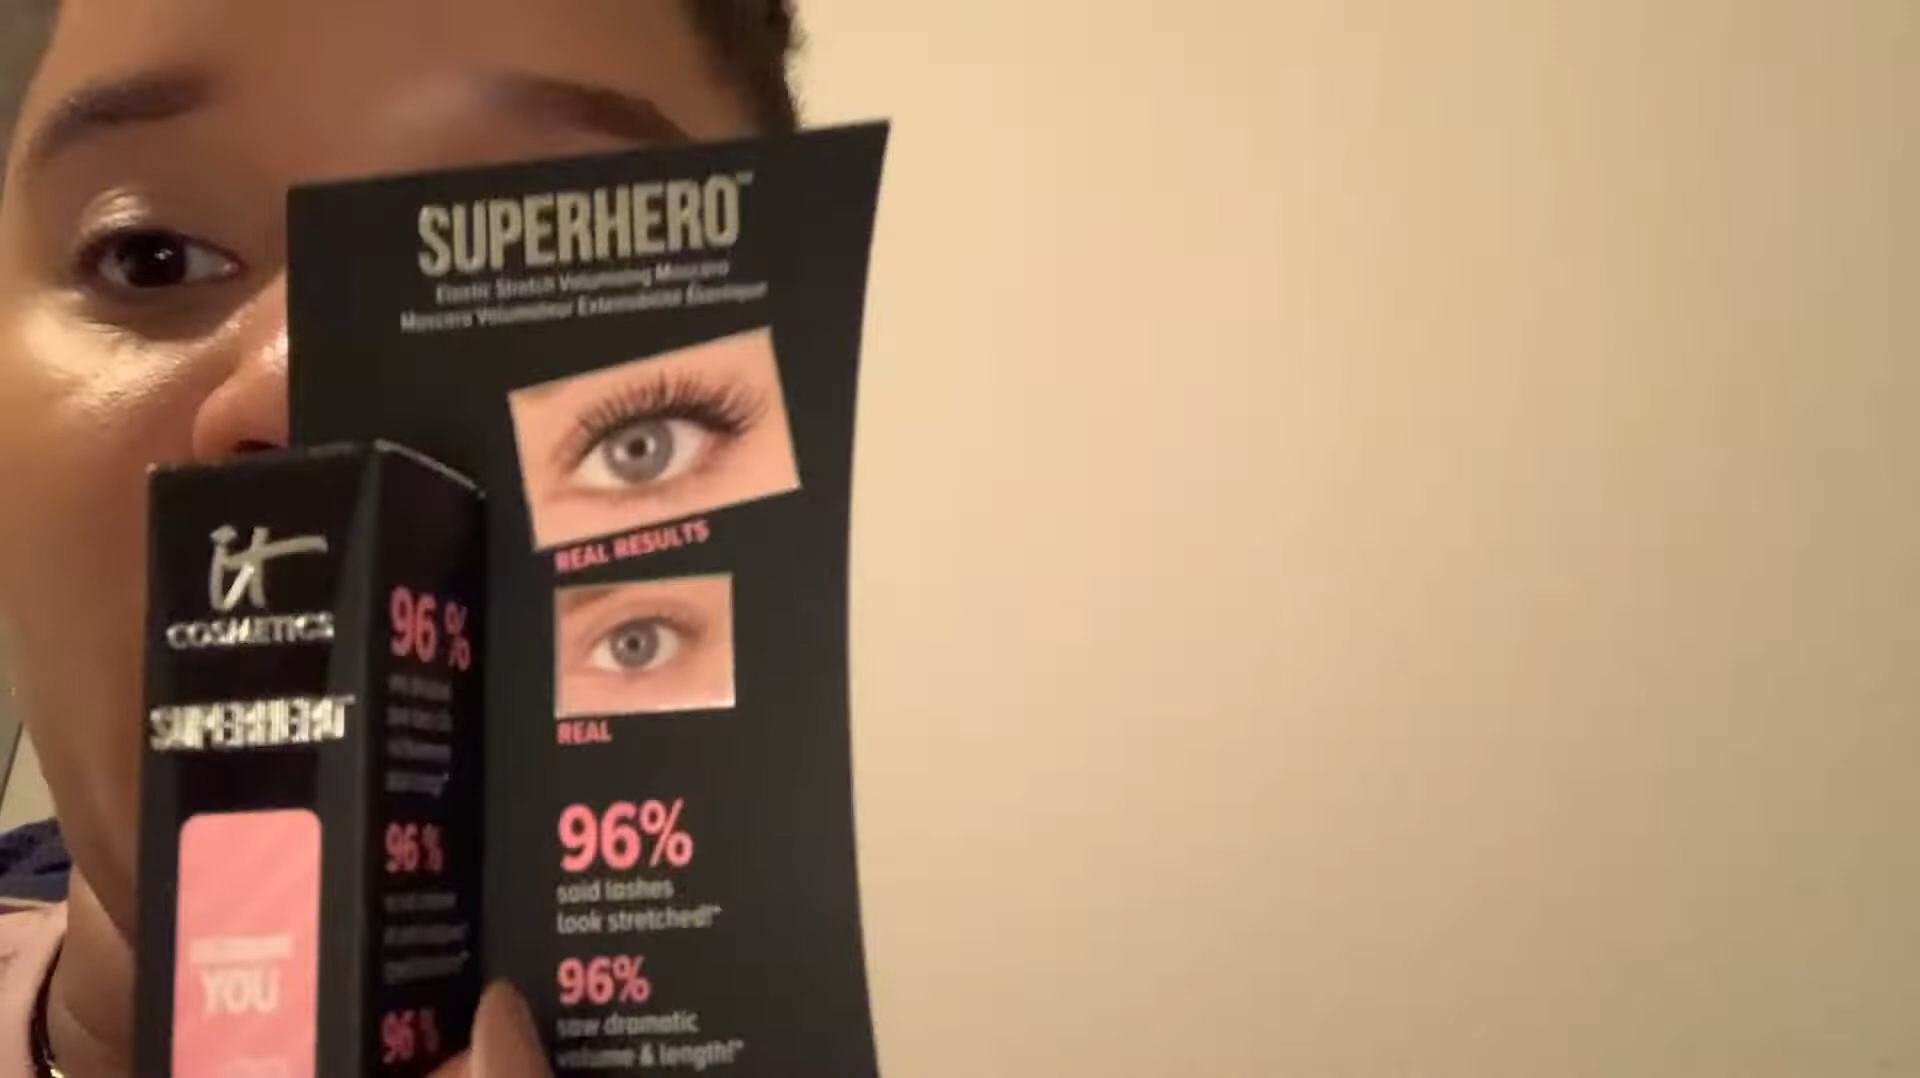 SUPERHERO™
Elastic Stretch Volumizing Mascara
Mascara Volumateur Extensibilité Élastique
REAL RESULTS
REAL
96%
said lashes
look stretched!*
96%
saw dramatic
volume & length!*
it
COSMETICS
SUPERHERO™
YOU
96%
96%
96%